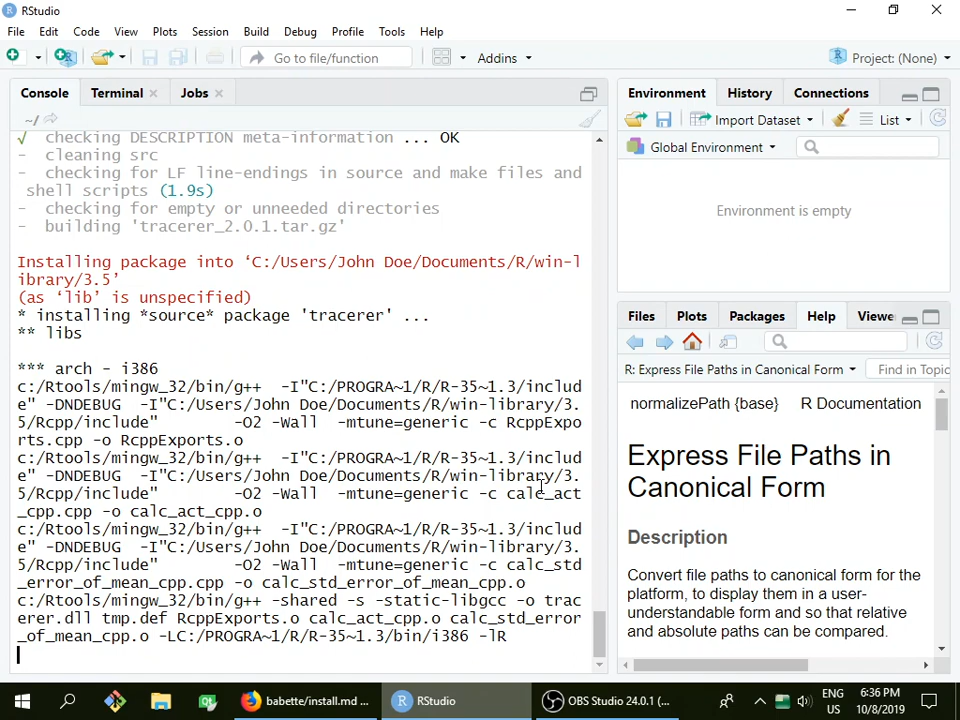 RStudio
File Edit Code View Plots Session Build Debug Profile Tools Help
Go to file/function Addins Project: (None)
Console Terminal Jobs
~/
√ checking DESCRIPTION meta-information ... OK
- cleaning src
- checking for LF line-endings in source and make files and
shell scripts (1.9s)
- checking for empty or unneeded directories
- building 'tracerer_2.0.1.tar.gz'
Installing package into ‘C:/Users/John Doe/Documents/R/win-l
ibrary/3.5’
(as ‘lib’ is unspecified)
* installing *source* package 'tracerer' ...
** libs
*** arch - i386
c:/Rtools/mingw_32/bin/g++ -I"C:/PROGRA~1/R/R-35~1.3/includ
e" -DNDEBUG -I"C:/Users/John Doe/Documents/R/win-library/3.
5/Rcpp/include" -O2 -Wall -mtune=generic -c RcppExpo
rts.cpp -o RcppExports.o
c:/Rtools/mingw_32/bin/g++ -I"C:/PROGRA~1/R/R-35~1.3/includ
e" -DNDEBUG -I"C:/Users/John Doe/Documents/R/win-library/3.
5/Rcpp/include" -O2 -Wall -mtune=generic -c calc_act
_cpp.cpp -o calc_act_cpp.o
c:/Rtools/mingw_32/bin/g++ -I"C:/PROGRA~1/R/R-35~1.3/includ
e" -DNDEBUG -I"C:/Users/John Doe/Documents/R/win-library/3.
5/Rcpp/include" -O2 -Wall -mtune=generic -c calc_std
_error_of_mean_cpp.cpp -o calc_std_error_of_mean_cpp.o
c:/Rtools/mingw_32/bin/g++ -shared -s -static-libgcc -o trac
erer.dll tmp.def RcppExports.o calc_act_cpp.o calc_std_error
_of_mean_cpp.o -LC:/PROGRA~1/R/R-35~1.3/bin/i386 -lR
Environment History Connections
Import Dataset List
Global Environment
Environment is empty
Files Plots Packages Help Viewe
R: Express File Paths in Canonical Form Find in Topic
normalizePath {base} R Documentation
Express File Paths in
Canonical Form
Description
Convert file paths to canonical form for the
platform, to display them in a user-
understandable form and so that relative
and absolute paths can be compared.
babette/install.md ... RStudio OBS Studio 24.0.1 (... ENG 6:36 PM
US 10/8/2019